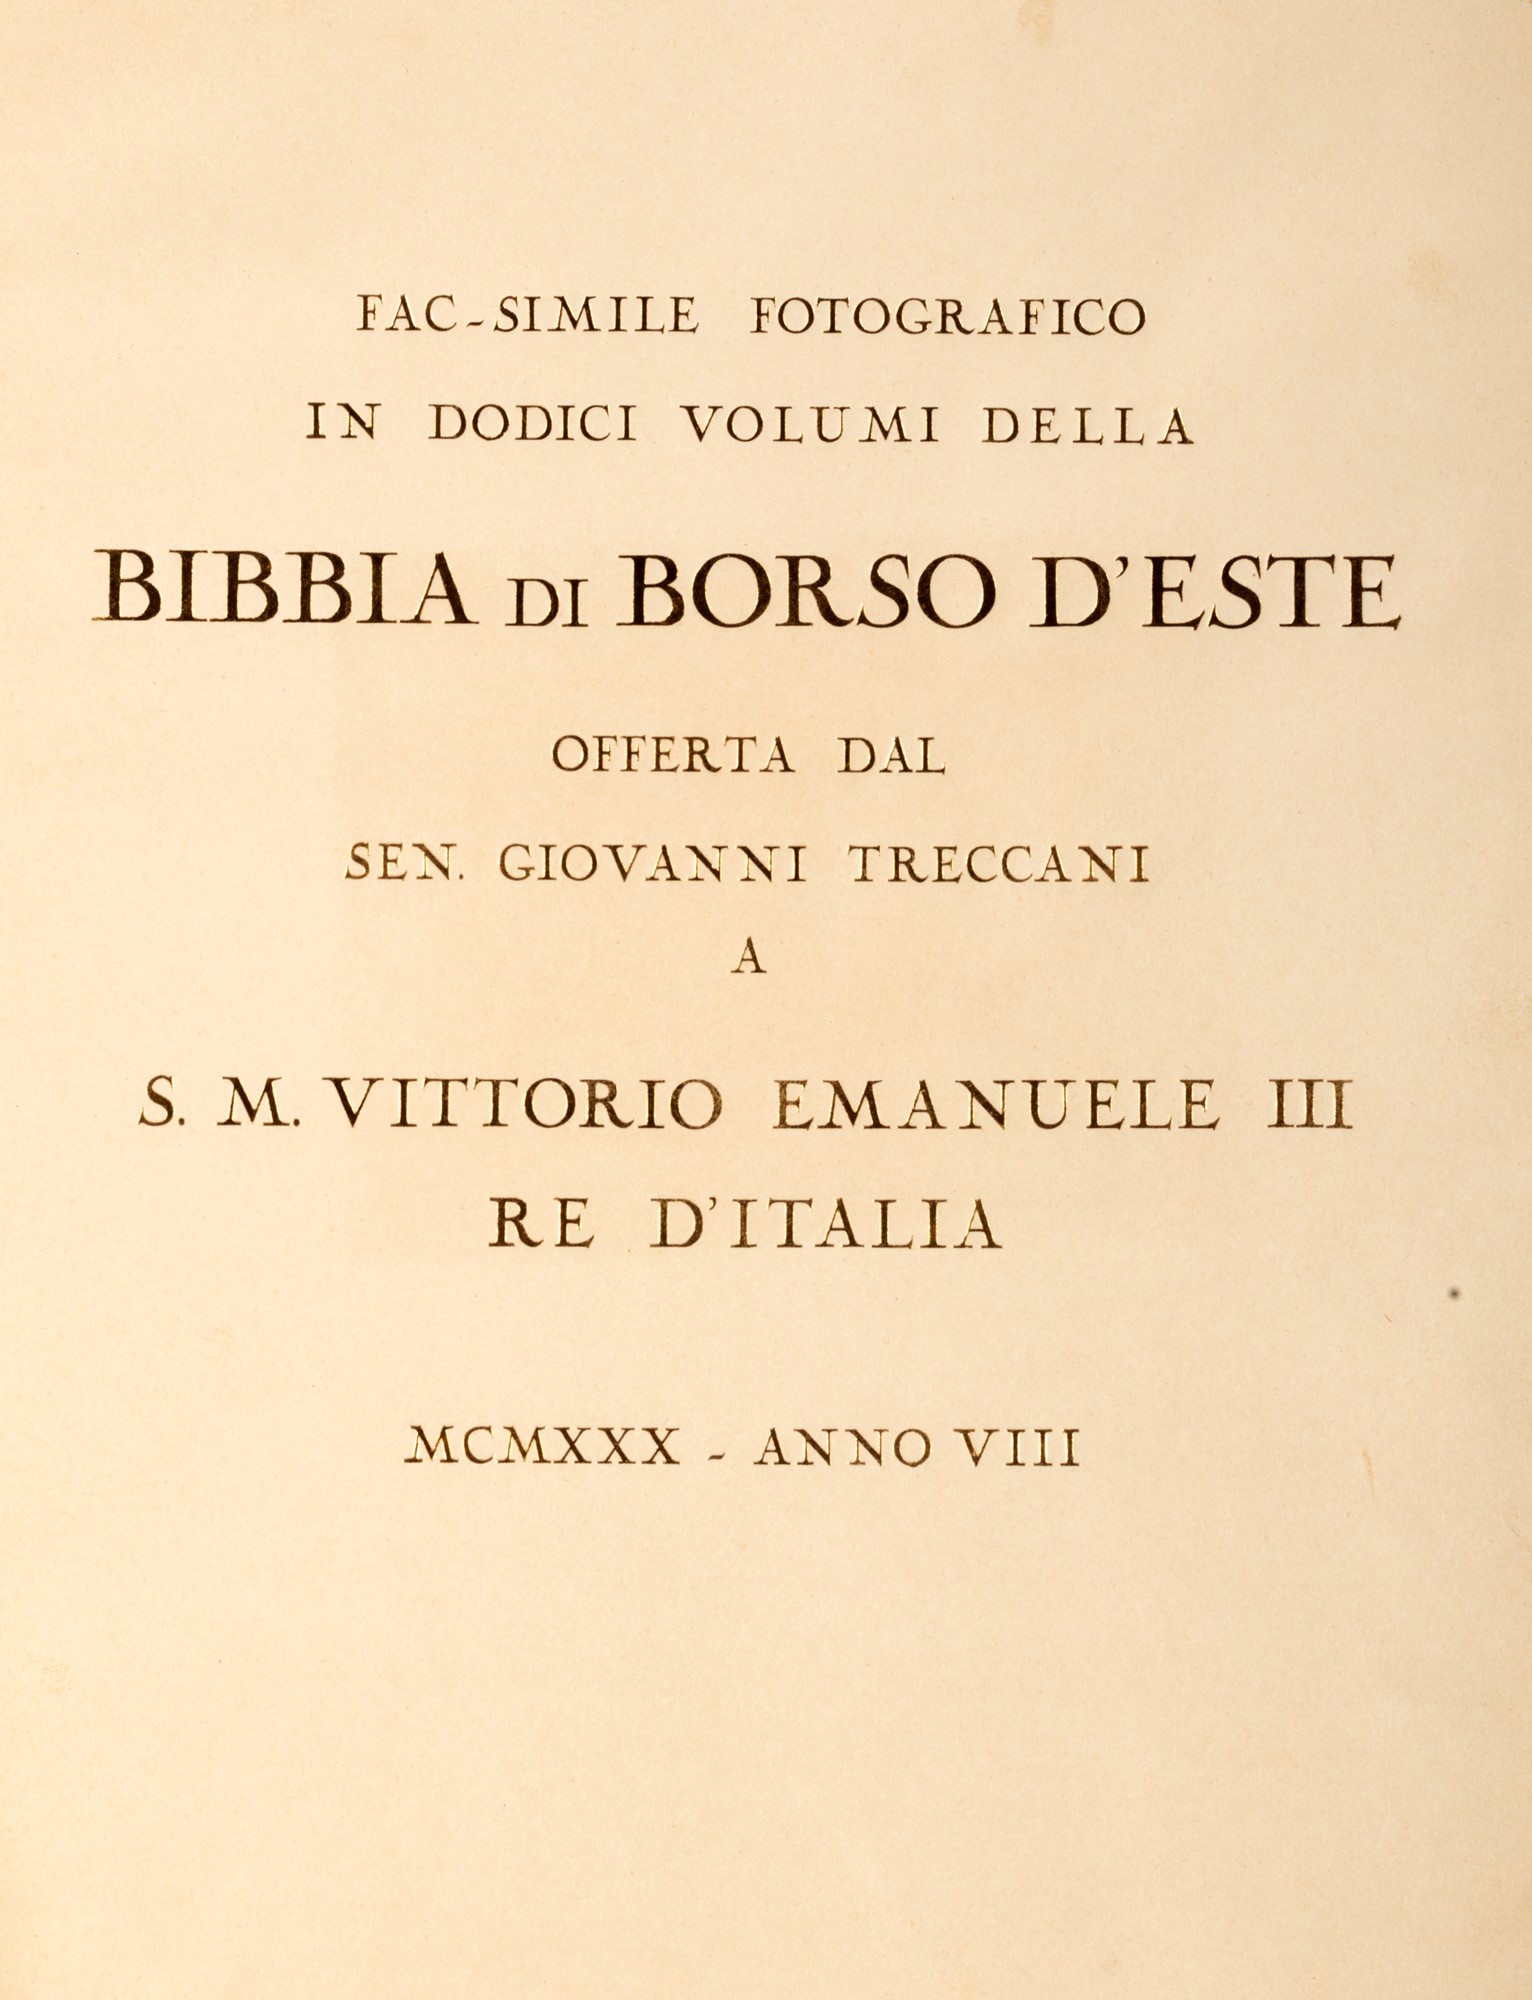 FAC-SIMILE FOTOGRAFICO
IN DODICI VOLUMI DELLA
BIBBIA DI BORSO D'ESTE
OFFERTA DAL
SEN. GIOVANNI TRECCANI
A
S. M. VITTORIO EMANUELE III
RE D'ITALIA
MCMXXX - ANNO VIII